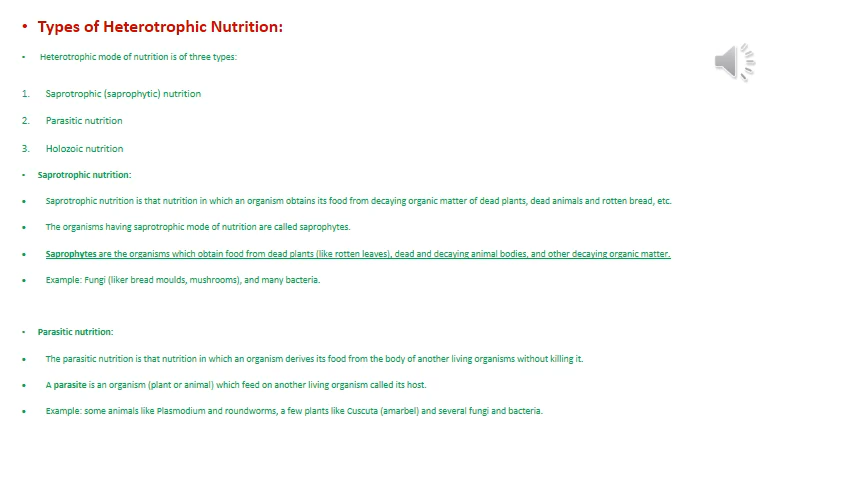 • Types of Heterotrophic Nutrition:
• Heterotrophic mode of nutrition is of three types:
1. Saprotrophic (saprophytic) nutrition
2. Parasitic nutrition
3. Holozoic nutrition
• Saprotrophic nutrition:
• Saprotrophic nutrition is that nutrition in which an organism obtains its food from decaying organic matter of dead plants, dead animals and rotten bread, etc.
• The organisms having saprotrophic mode of nutrition are called saprophytes.
• Saprophytes are the organisms which obtain food from dead plants (like rotten leaves), dead and decaying animal bodies, and other decaying organic matter.
• Example: Fungi (liker bread moulds, mushrooms), and many bacteria.
• Parasitic nutrition:
• The parasitic nutrition is that nutrition in which an organism derives its food from the body of another living organisms without killing it.
• A parasite is an organism (plant or animal) which feed on another living organism called its host.
• Example: some animals like Plasmodium and roundworms, a few plants like Cuscuta (amarbel) and several fungi and bacteria.